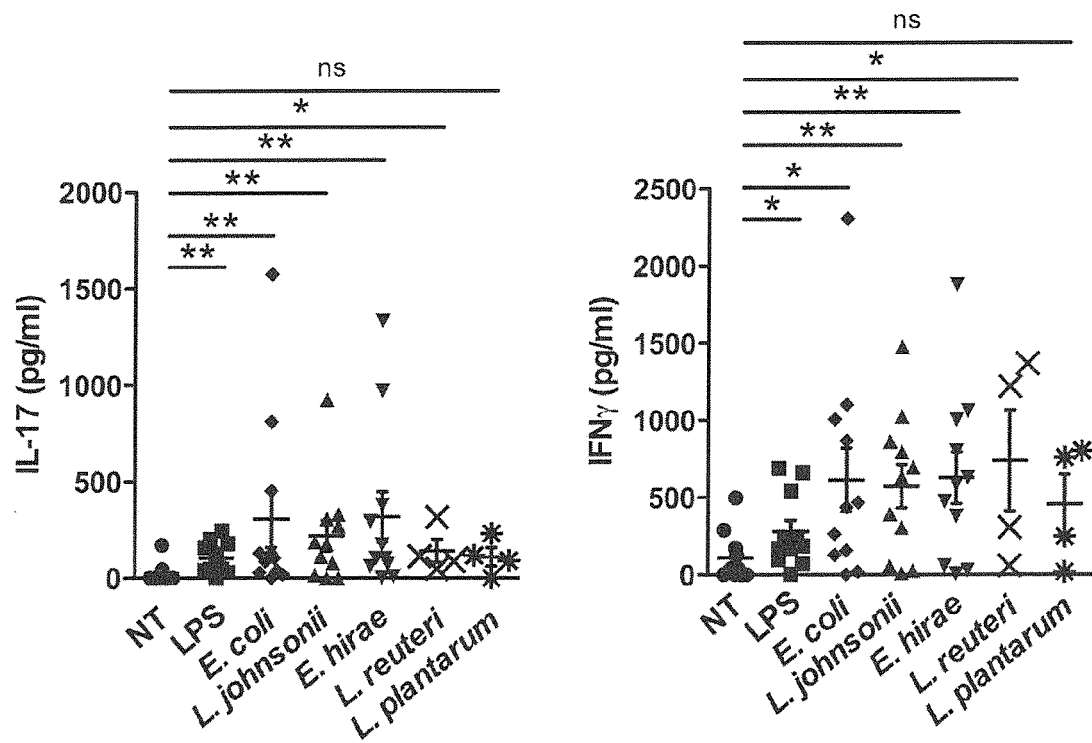 ns
*
**
**
**
**
2000
1500
1000
500
0
IL-17 (pg/ml)
NT
LPS
E. coli
L. johnsonii
E. hirae
L. reuteri
L. plantarum
ns
*
**
**
*
*
2500
2000
1500
1000
500
0
IFNγ (pg/ml)
NT
LPS
E. coli
L. johnsonii
E. hirae
L. reuteri
L. plantarum